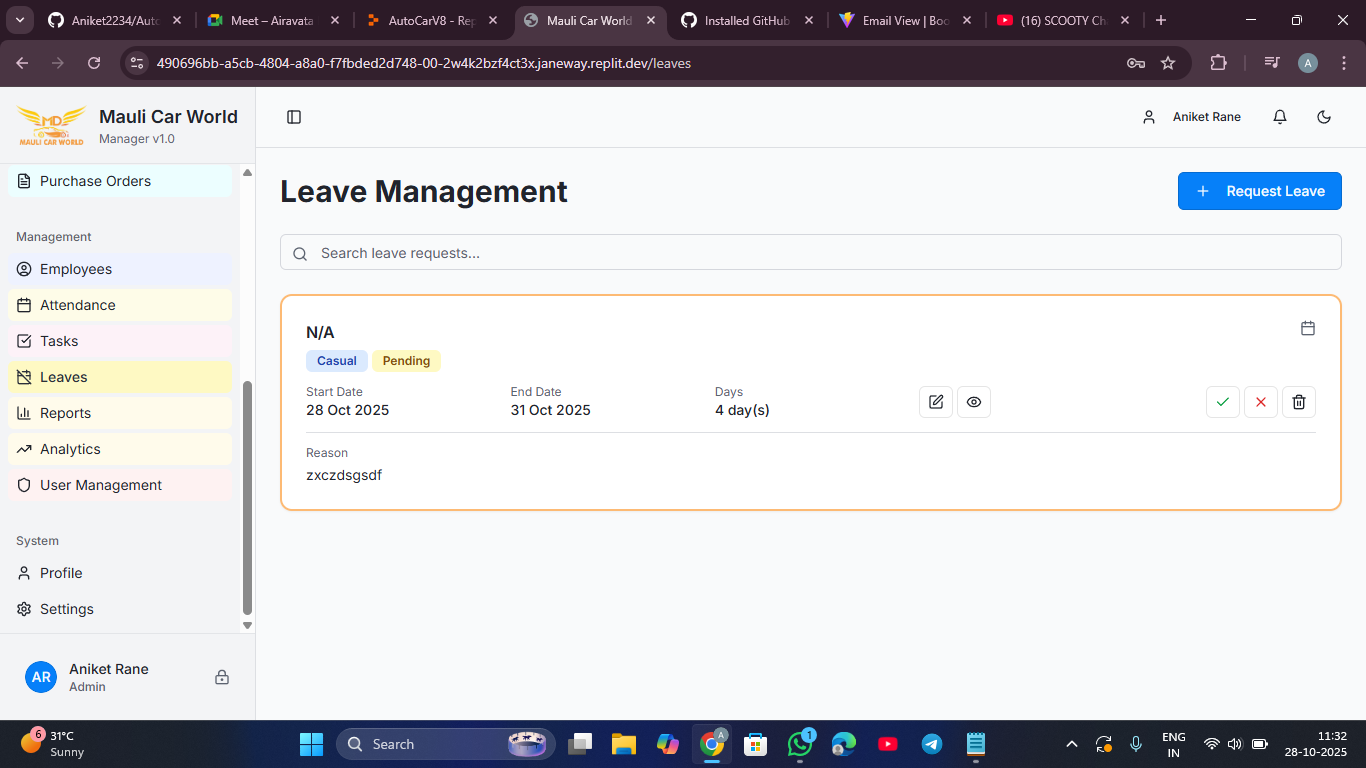 Aniket2234/Auto
Meet – Airavata
AutoCarV8 - Rep
Mauli Car World
Installed GitHub
Email View | Boo
(16) SCOOTY Ch
490696bb-a5cb-4804-a8a0-f7fbded2d748-00-2w4k2bzf4ct3x.janeway.replit.dev/leaves
A
MD
MAULI CAR WORLD
Mauli Car World
Manager v1.0
Aniket Rane
Purchase Orders
Management
Employees
Attendance
Tasks
Leaves
Reports
Analytics
User Management
System
Profile
Settings
AR
Aniket Rane
Admin
Leave Management
Request Leave
Search leave requests...
N/A
Casual
Pending
Start Date
28 Oct 2025
End Date
31 Oct 2025
Days
4 day(s)
Reason
zxczdsgsdf
6
31°C
Sunny
Search
A
1
ENG
IN
11:32
28-10-2025